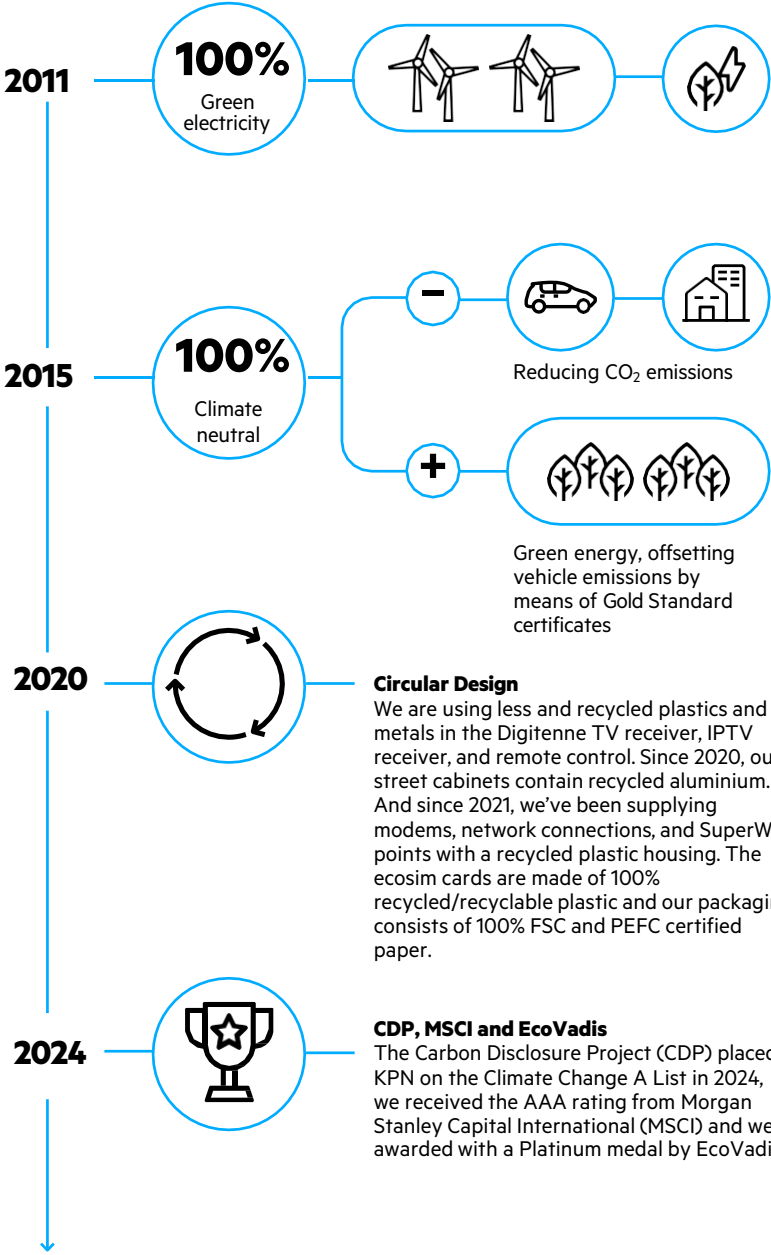 2011
100%
Green
electricity
2015
100%
Climate
neutral
−
Reducing CO₂ emissions
+
Green energy, offsetting
vehicle emissions by
means of Gold Standard
certificates
2020
Circular Design
We are using less and recycled plastics and
metals in the Digitenne TV receiver, IPTV
receiver, and remote control. Since 2020, ou
street cabinets contain recycled aluminium.
And since 2021, we’ve been supplying
modems, network connections, and SuperW
points with a recycled plastic housing. The
ecosim cards are made of 100%
recycled/recyclable plastic and our packagin
consists of 100% FSC and PEFC certified
paper.
2024
CDP, MSCI and EcoVadis
The Carbon Disclosure Project (CDP) placed
KPN on the Climate Change A List in 2024,
we received the AAA rating from Morgan
Stanley Capital International (MSCI) and we
awarded with a Platinum medal by EcoVadi